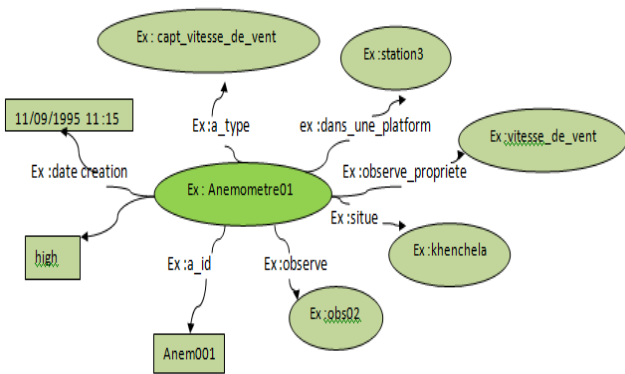 Ex : capt_vitesse_de_vent
Ex :station3
11/09/1995 11 :15
Ex :a_type
ex :dans_une_platform
Ex :vitesse_de_vent
Ex :date creation
Ex : Anemometre01
Ex :observe_propriete
Ex :situe
high
Ex :a_id
Ex :observe
Ex :khenchela
Ex :obs02
Anem001